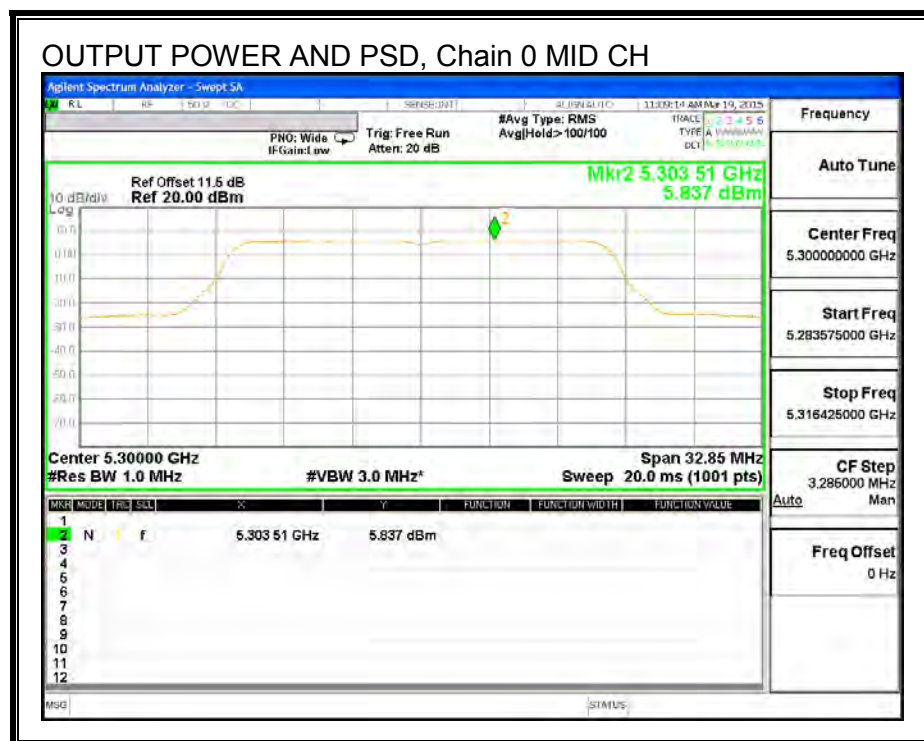 OUTPUT POWER AND PSD, Chain 0 MID CH
Agilent Spectrum Analyzer - Swept SA
RL RF SENSE:INT ALIGN AUTO 11:09:14 AM Mar 19, 2015
PNO: Wide
IFGain:Low
Trig: Free Run
Atten: 20 dB
#Avg Type: RMS
Avg|Hold>100/100
TRACE 1 2 3 4 5 6
TYPE A
DET
Mkr2 5.303 51 GHz
5.837 dBm
Ref Offset 11.5 dB
10 dB/div Ref 20.00 dBm
Log
2
Center 5.30000 GHz
Span 32.85 MHz
#Res BW 1.0 MHz
#VBW 3.0 MHz*
Sweep 20.0 ms (1001 pts)
MKR MODE TRC SCL X Y FUNCTION FUNCTION WIDTH FUNCTION VALUE
1
2 N 1 f 5.303 51 GHz 5.837 dBm
3
4
5
6
7
8
9
10
11
12
MSG
STATUS
Frequency
Auto Tune
Center Freq
5.300000000 GHz
Start Freq
5.283575000 GHz
Stop Freq
5.316425000 GHz
CF Step
3.285000 MHz
Auto Man
Freq Offset
0 Hz